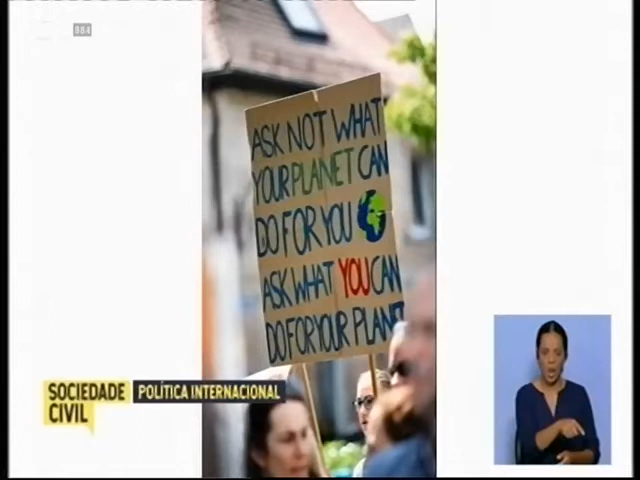 884
ASK NOT WHAT
YOUR PLANET CAN
DO FOR YOU
ASK WHAT YOU CAN
DO FOR YOUR PLANET
SOCIEDADE
CIVIL
POLÍTICA INTERNACIONAL